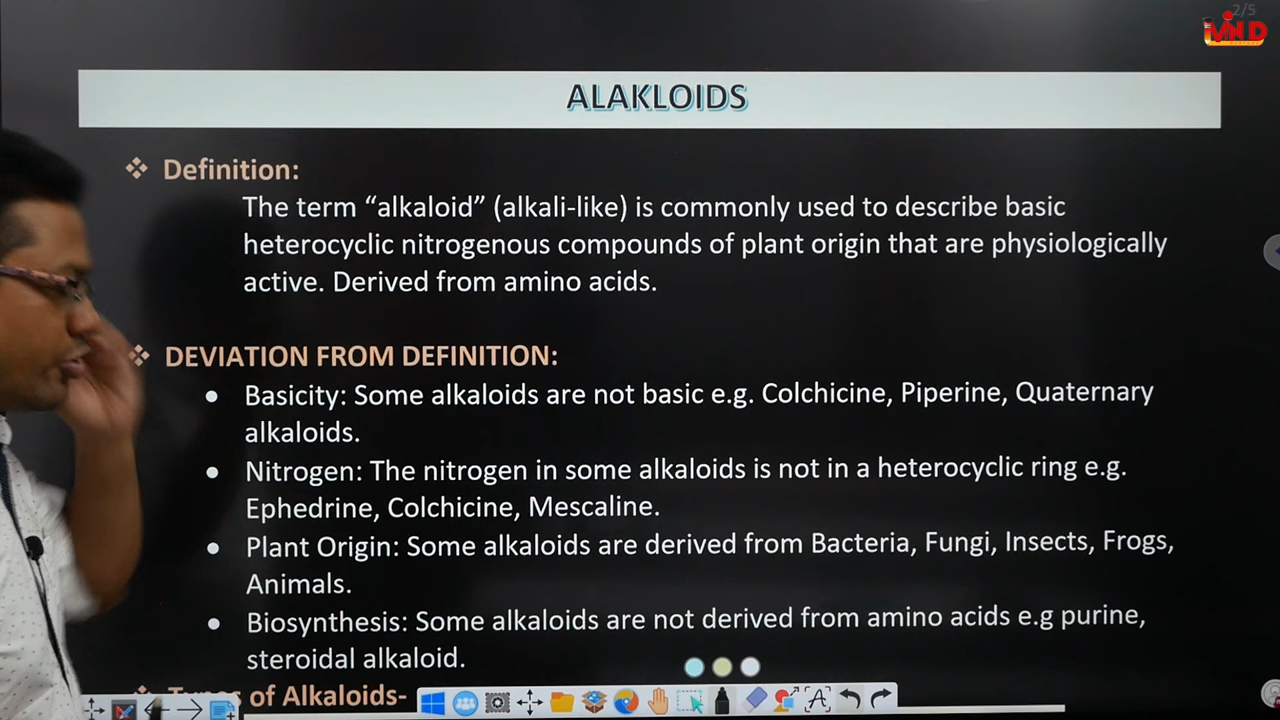 2/5
iMIND
ALAKLOIDS
Definition:
The term “alkaloid” (alkali-like) is commonly used to describe basic
heterocyclic nitrogenous compounds of plant origin that are physiologically
active. Derived from amino acids.
DEVIATION FROM DEFINITION:
Basicity: Some alkaloids are not basic e.g. Colchicine, Piperine, Quaternary
alkaloids.
Nitrogen: The nitrogen in some alkaloids is not in a heterocyclic ring e.g.
Ephedrine, Colchicine, Mescaline.
Plant Origin: Some alkaloids are derived from Bacteria, Fungi, Insects, Frogs,
Animals.
Biosynthesis: Some alkaloids are not derived from amino acids e.g purine,
steroidal alkaloid.
Types of Alkaloids-